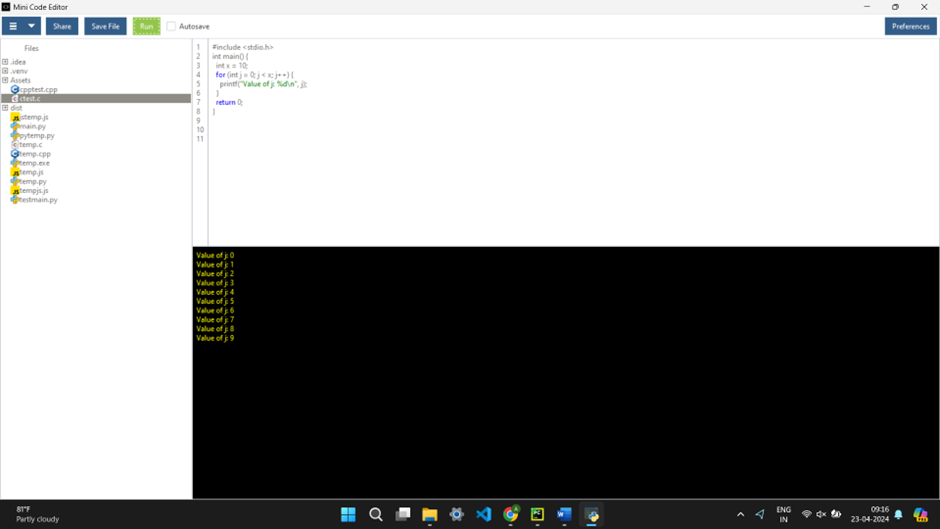 Mini Code Editor
Share Save File Run Autosave Preferences
Files
.idea
.venv
Assets
cpptest.cpp
ctest.c
dist
jstemp.js
main.py
pytemp.py
temp.c
temp.cpp
temp.exe
temp.js
temp.py
tempjs.js
testmain.py
1 #include <stdio.h>
2 int main() {
3 int x = 10;
4 for (int j = 0; j < x; j++) {
5 printf("Value of j: %d\n", j);
6 }
7 return 0;
8 }
9
10
11
Value of j: 0
Value of j: 1
Value of j: 2
Value of j: 3
Value of j: 4
Value of j: 5
Value of j: 6
Value of j: 7
Value of j: 8
Value of j: 9
81°F
Partly cloudy
ENG
IN
09:16
23-04-2024